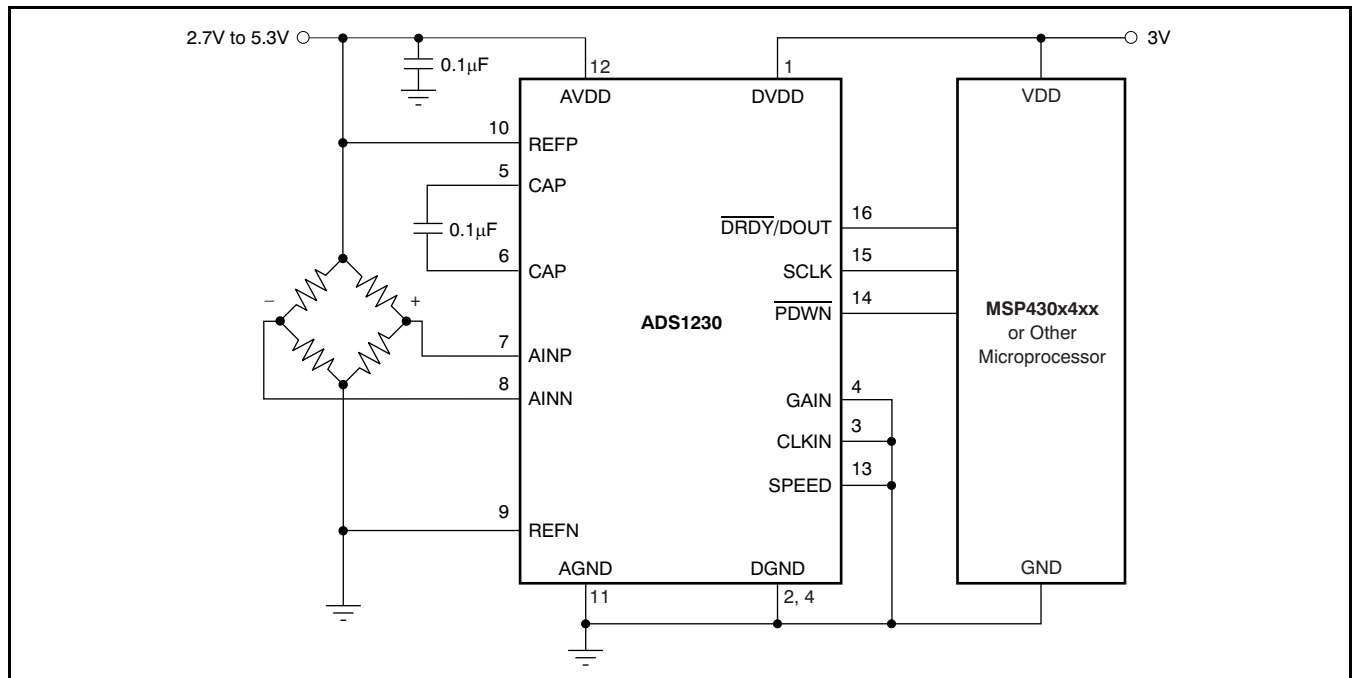 2.7V to 5.3V
0.1μF
12
1
3V
AVDD
DVDD
VDD
10
REFP
5
CAP
0.1μF
6
CAP
DRDY/DOUT
16
SCLK
15
PDWN
14
ADS1230
MSP430x4xx
or Other
Microprocessor
−
+
7
AINP
8
AINN
GAIN
4
CLKIN
3
SPEED
13
9
REFN
AGND
DGND
GND
11
2, 4